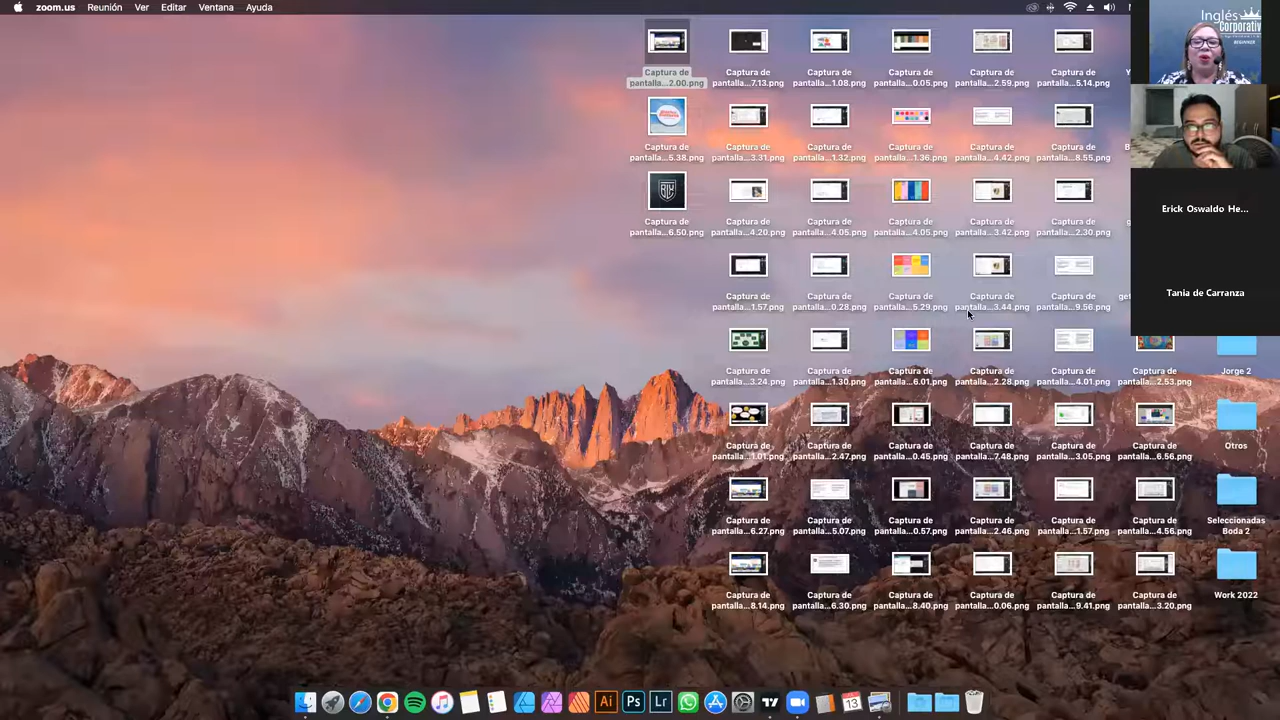 zoom.us Reunión Ver Editar Ventana Ayuda
Captura de pantalla...2.00.png
Captura de pantalla...7.13.png
Captura de pantalla...1.08.png
Captura de pantalla...0.05.png
Captura de pantalla...2.59.png
Captura de pantalla...5.14.png
Captura de pantalla...5.38.png
Captura de pantalla...3.31.png
Captura de pantalla...1.32.png
Captura de pantalla...1.36.png
Captura de pantalla...4.42.png
Captura de pantalla...8.55.png
Captura de pantalla...6.50.png
Captura de pantalla...4.20.png
Captura de pantalla...4.05.png
Captura de pantalla...4.05.png
Captura de pantalla...3.42.png
Captura de pantalla...2.30.png
Captura de pantalla...1.57.png
Captura de pantalla...0.28.png
Captura de pantalla...5.29.png
Captura de pantalla...3.44.png
Captura de pantalla...9.56.png
Captura de pantalla...3.24.png
Captura de pantalla...1.30.png
Captura de pantalla...6.01.png
Captura de pantalla...2.28.png
Captura de pantalla...4.01.png
Captura de pantalla...2.53.png
Jorge 2
Captura de pantalla...1.01.png
Captura de pantalla...2.47.png
Captura de pantalla...0.45.png
Captura de pantalla...7.48.png
Captura de pantalla...3.05.png
Captura de pantalla...6.56.png
Otros
Captura de pantalla...6.27.png
Captura de pantalla...5.07.png
Captura de pantalla...0.57.png
Captura de pantalla...2.46.png
Captura de pantalla...1.57.png
Captura de pantalla...4.56.png
Seleccionadas Boda 2
Captura de pantalla...8.14.png
Captura de pantalla...6.30.png
Captura de pantalla...8.40.png
Captura de pantalla...0.06.png
Captura de pantalla...9.41.png
Captura de pantalla...3.20.png
Work 2022
Inglés
Corporativ
BEGINNER
Erick Oswaldo He...
Tania de Carranza
Ai Ps Lr
13